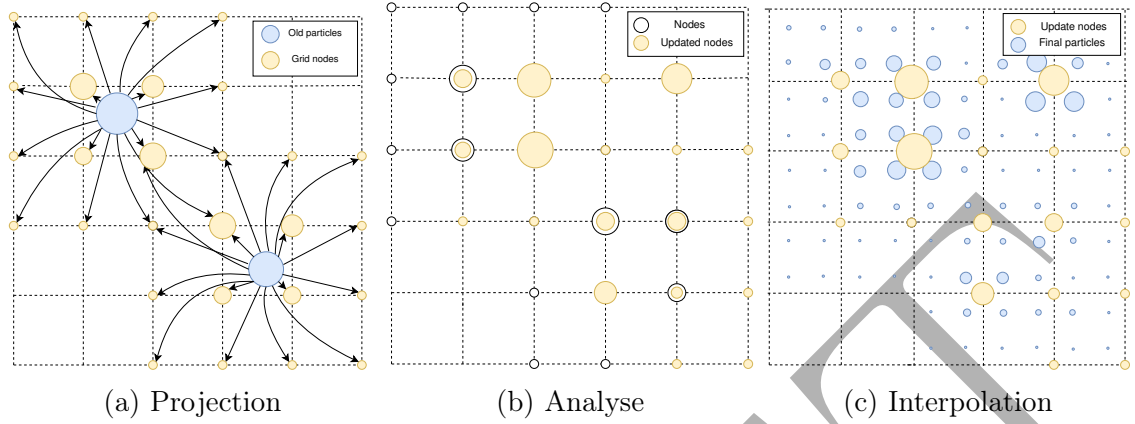 Old particles
Grid nodes
Nodes
Updated nodes
Update nodes
Final particles
(a) Projection
(b) Analyse
(c) Interpolation